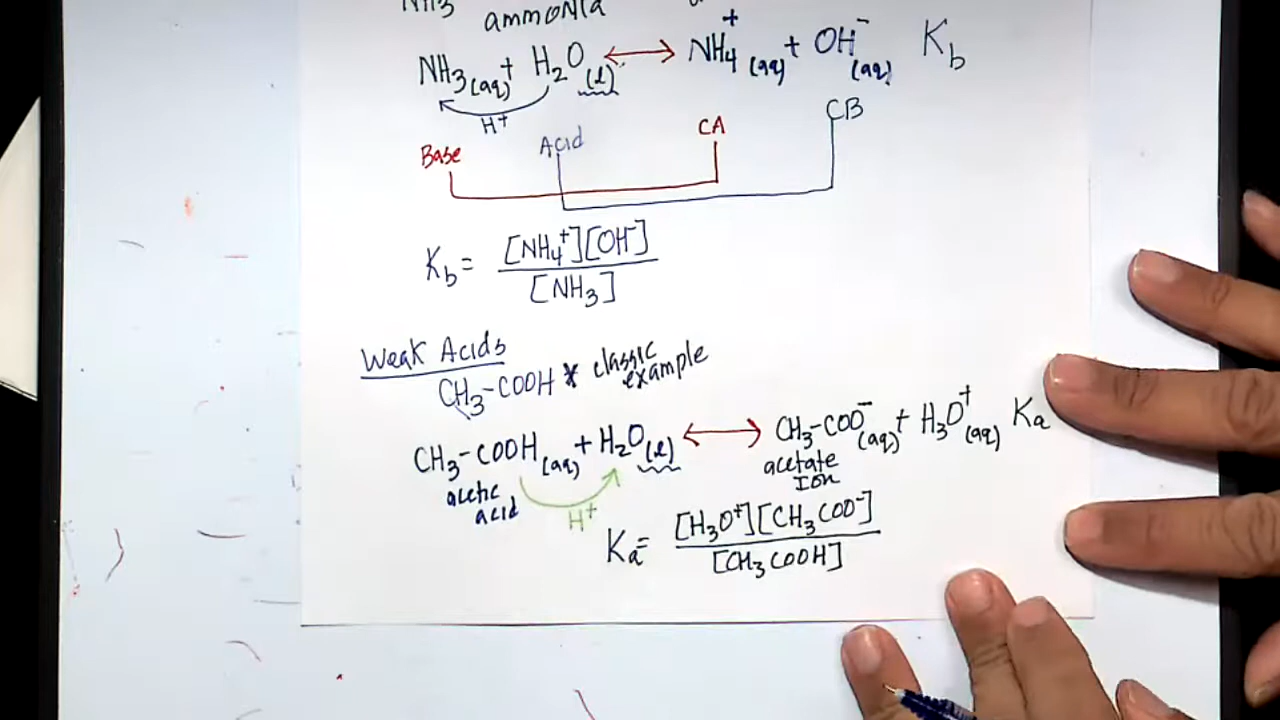 NH3 ammonia
NH3(aq) + H2O(l) ↔ NH4+(aq) + OH-(aq) Kb
H+
Base Acid CA CB
Kb = [NH4+][OH-] / [NH3]
Weak Acids
CH3-COOH * classic example
CH3-COOH(aq) + H2O(l) ↔ CH3-COO-(aq) + H3O+(aq) Ka
acetic acid H+ acetate Ion
Ka = [H3O+][CH3COO-] / [CH3COOH]